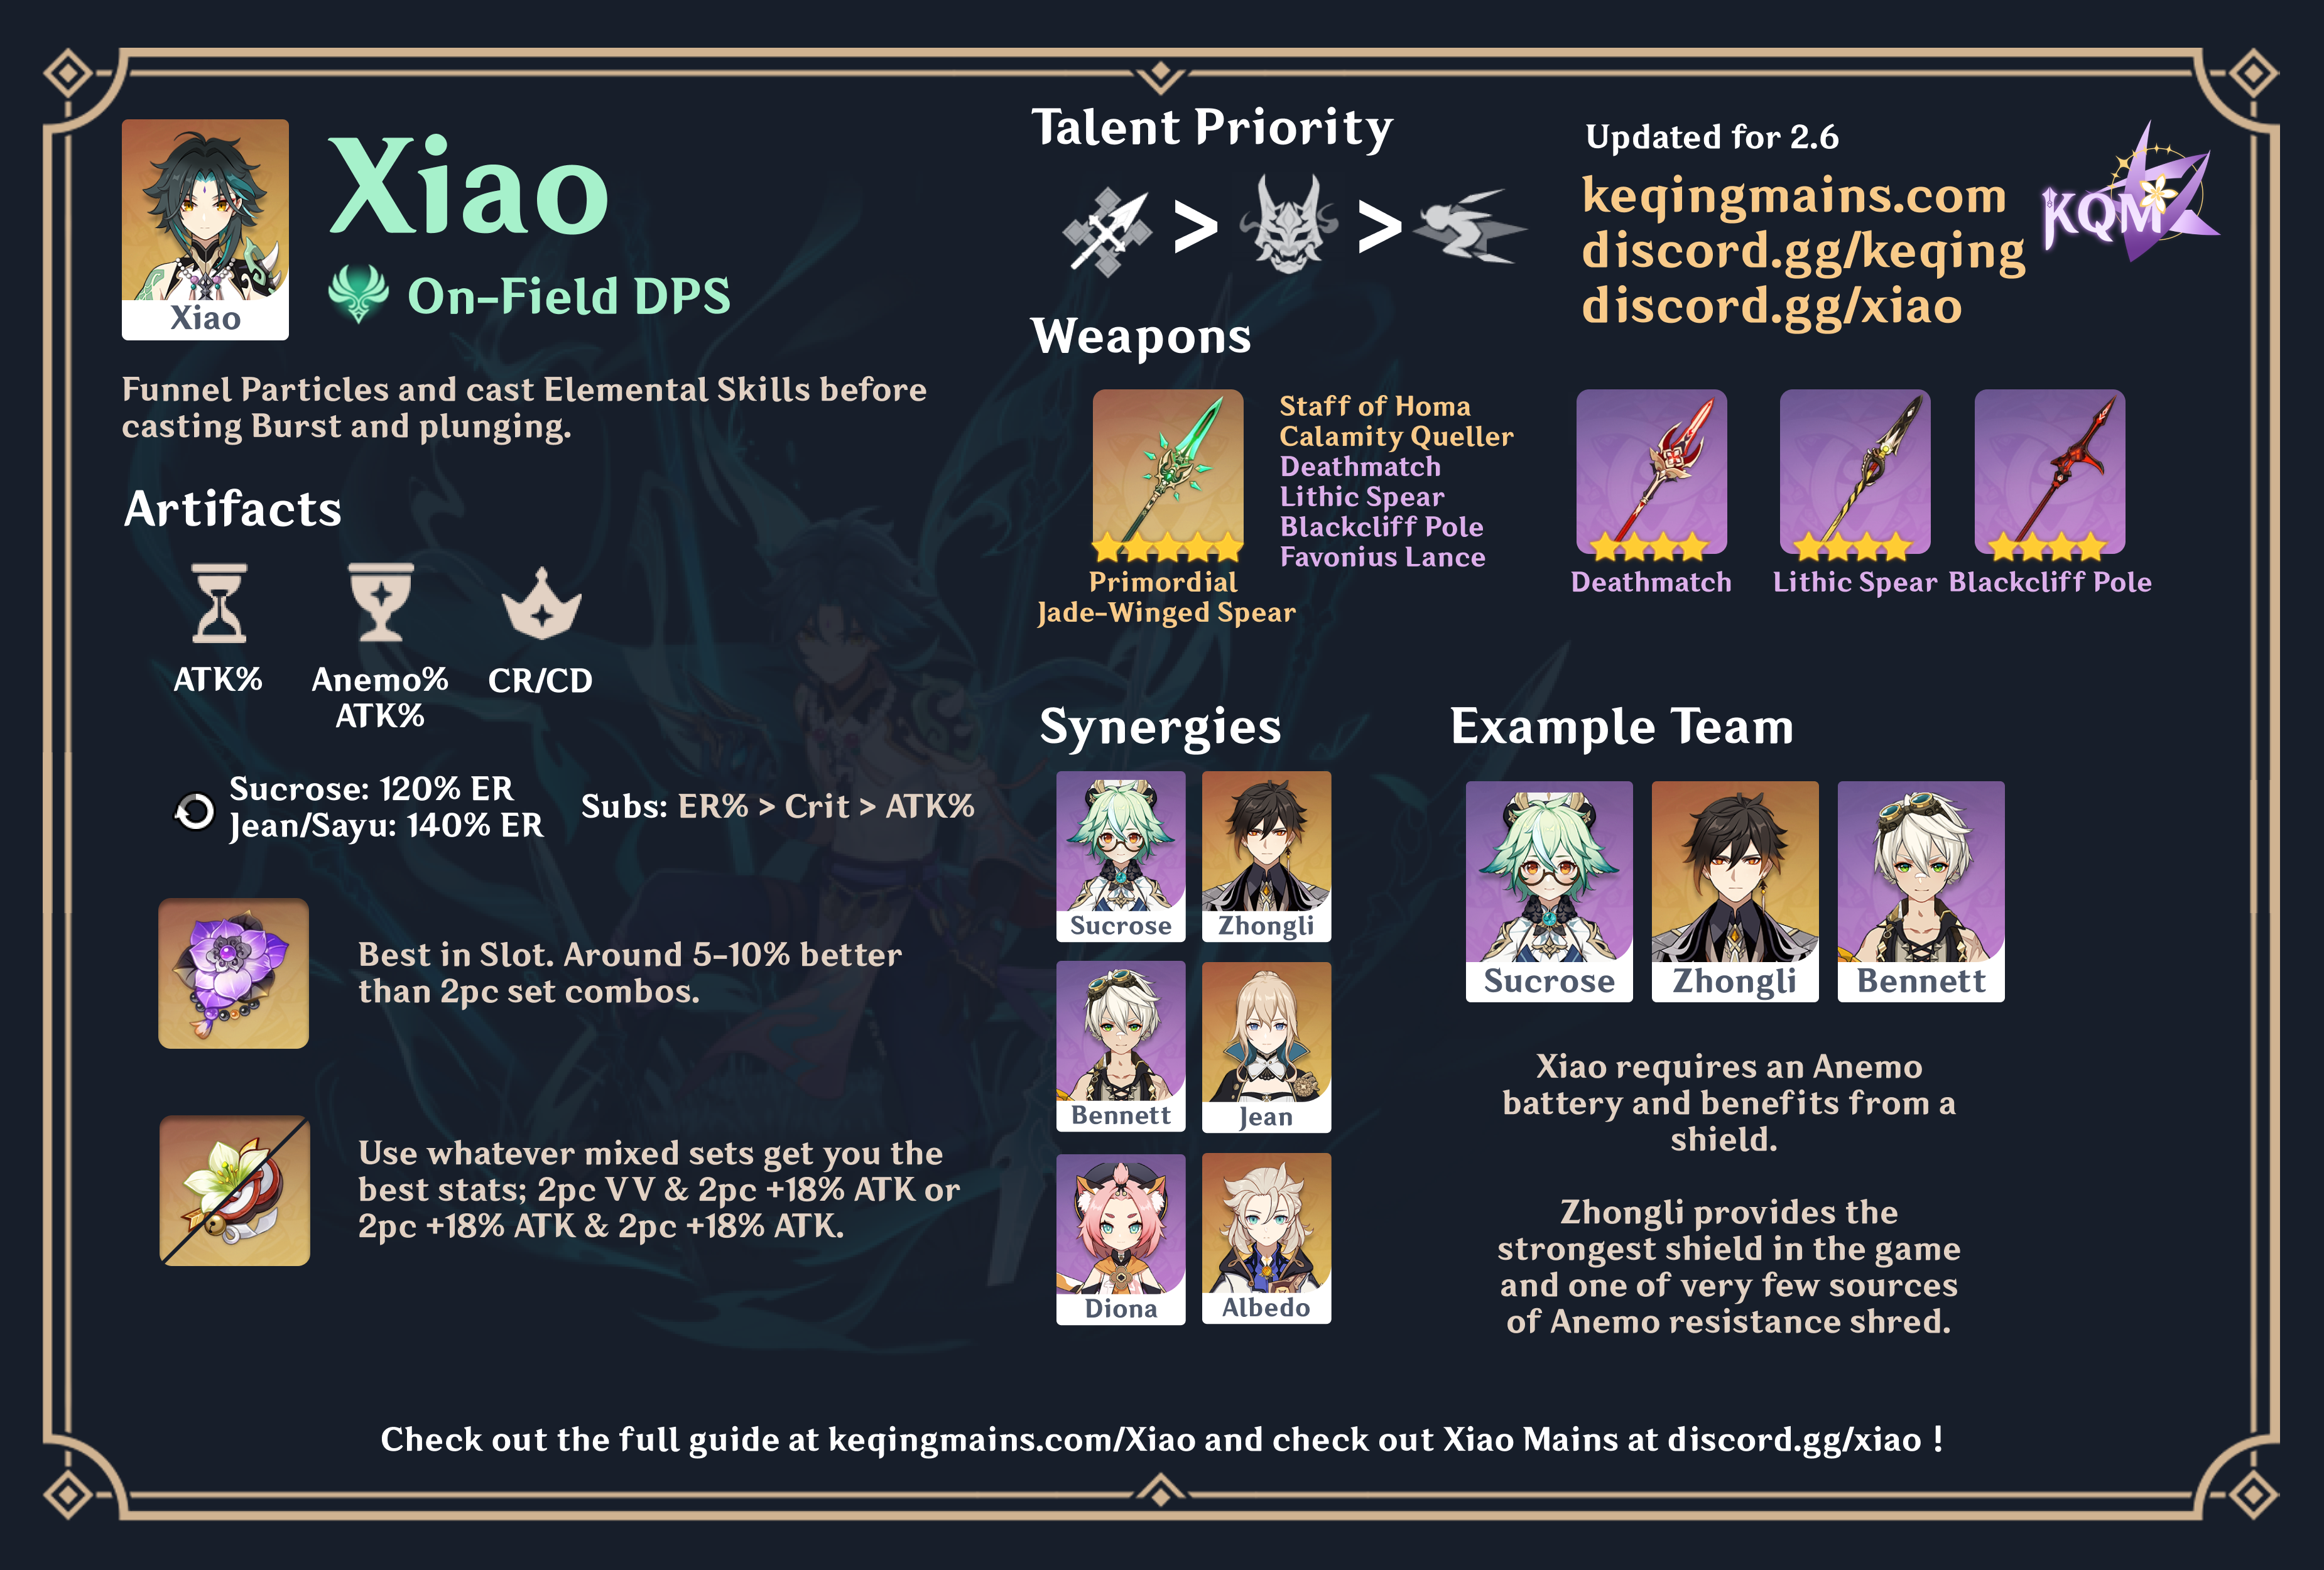 Xiao
Xiao
On-Field DPS
Funnel Particles and cast Elemental Skills before
casting Burst and plunging.
Artifacts
ATK%
Anemo%
ATK%
CR/CD
Sucrose: 120% ER
Jean/Sayu: 140% ER
Subs: ER% > Crit > ATK%
Best in Slot. Around 5-10% better
than 2pc set combos.
Use whatever mixed sets get you the
best stats; 2pc VV & 2pc +18% ATK or
2pc +18% ATK & 2pc +18% ATK.
Talent Priority
> >
Updated for 2.6
keqingmains.com
discord.gg/keqing
discord.gg/xiao
KQM
Weapons
Primordial
Jade-Winged Spear
Staff of Homa
Calamity Queller
Deathmatch
Lithic Spear
Blackcliff Pole
Favonius Lance
Deathmatch
Lithic Spear
Blackcliff Pole
Synergies
Sucrose
Zhongli
Bennett
Jean
Diona
Albedo
Example Team
Sucrose
Zhongli
Bennett
Xiao requires an Anemo
battery and benefits from a
shield.
Zhongli provides the
strongest shield in the game
and one of very few sources
of Anemo resistance shred.
Check out the full guide at keqingmains.com/Xiao and check out Xiao Mains at discord.gg/xiao !